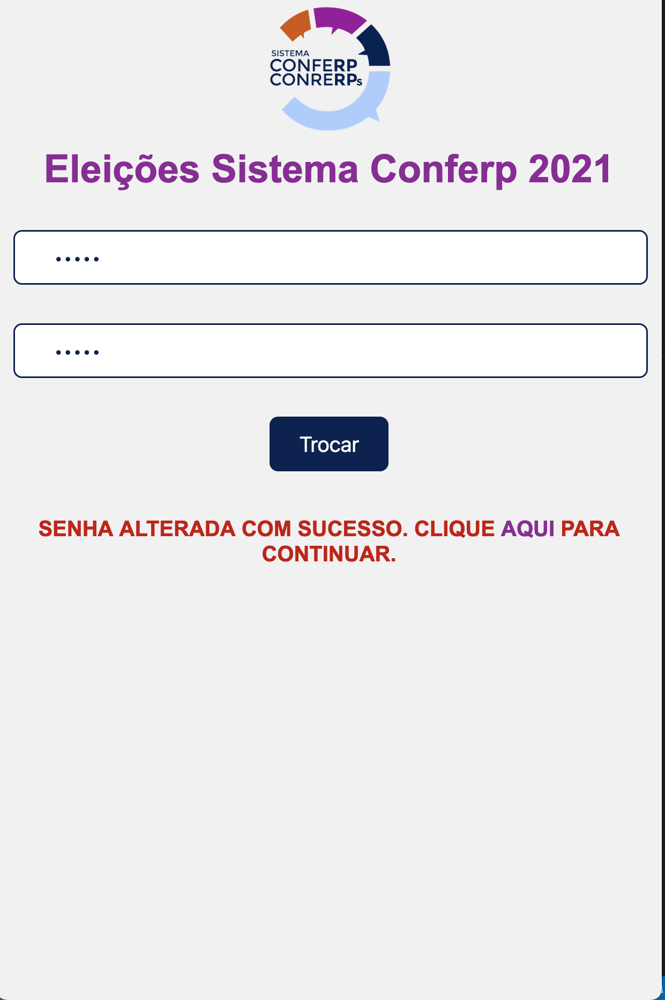 SISTEMA
CONFERP
CONRERPs
Eleições Sistema Conferp 2021
•••••
•••••
Trocar
SENHA ALTERADA COM SUCESSO. CLIQUE AQUI PARA
CONTINUAR.